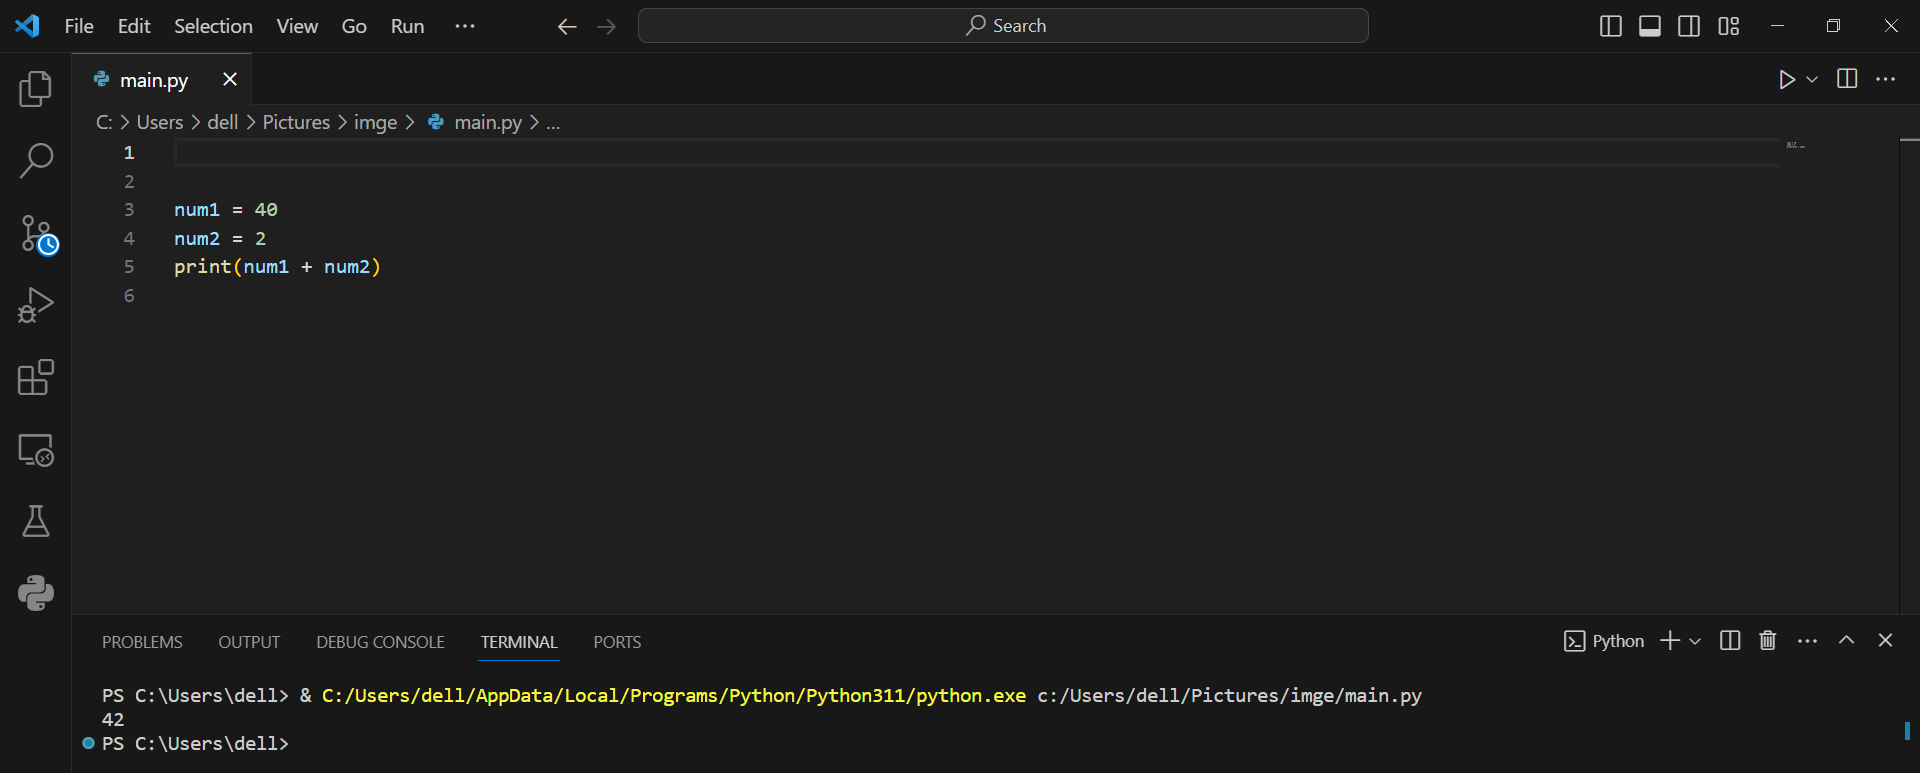 File Edit Selection View Go Run ··· Search
main.py
C: > Users > dell > Pictures > imge > main.py > ...
1
2
3 num1 = 40
4 num2 = 2
5 print(num1 + num2)
6
PROBLEMS OUTPUT DEBUG CONSOLE TERMINAL PORTS Python
PS C:\Users\dell> & C:/Users/dell/AppData/Local/Programs/Python/Python311/python.exe c:/Users/dell/Pictures/imge/main.py
42
PS C:\Users\dell>